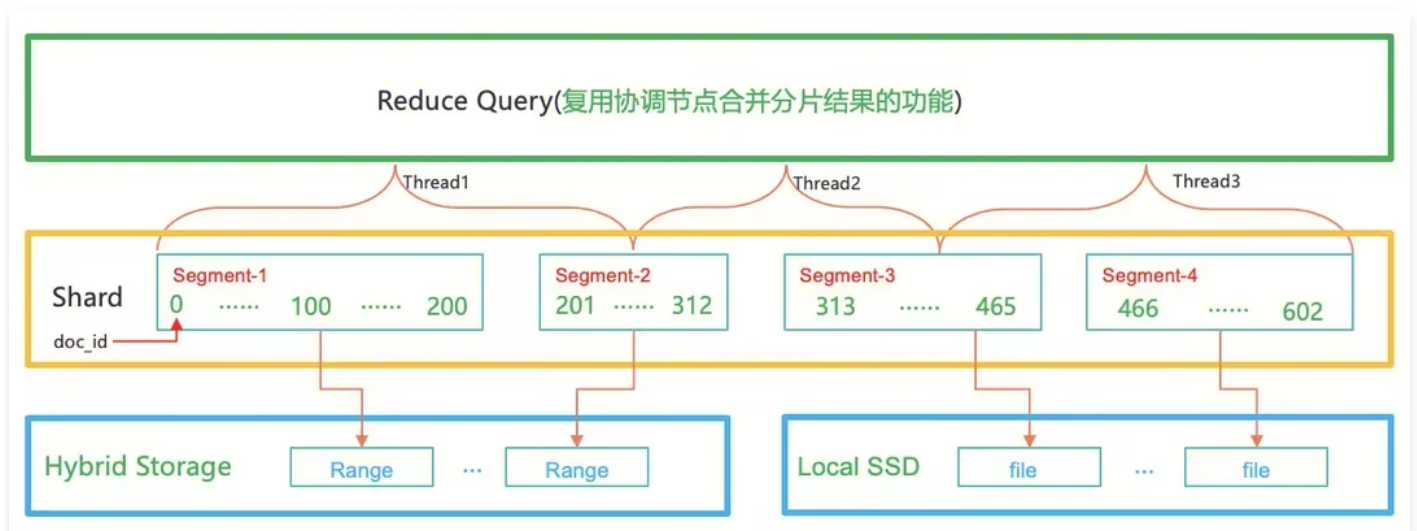 Reduce Query(复用协调节点合并分片结果的功能)
Thread1
Thread2
Thread3
Shard
doc_id
Segment-1
0 ...... 100 ...... 200
Segment-2
201 ...... 312
Segment-3
313 ...... 465
Segment-4
466 ...... 602
Hybrid Storage
Range ... Range
Local SSD
file ... file